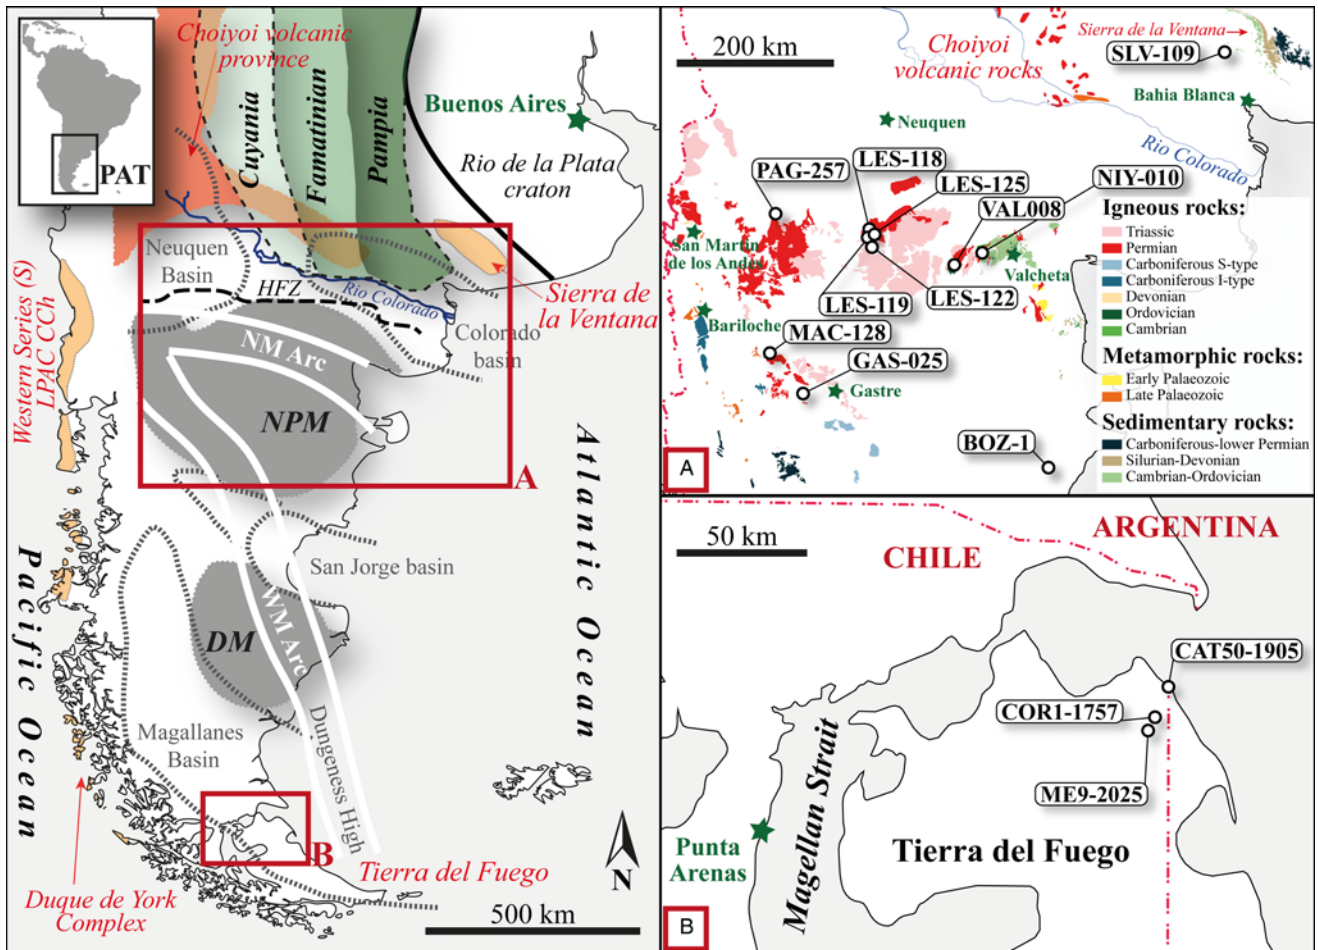 Choiyoi volcanic
province
PAT
Cuyania
Famatinian
Pampia
Buenos Aires
Rio de la Plata
craton
Neuquen
Basin
HFZ
Rio Colorado
Sierra de
la Ventana
Colorado
basin
NM Arc
NPM
A
Western Series (S)
LPAC CCh
Atlantic Ocean
Pacific Ocean
San Jorge basin
DM
WM Arc
Dungeness High
Magallanes
Basin
B
Tierra del Fuego
Duque de York
Complex
N
500 km
200 km
Choiyoi
volcanic rocks
Sierra de la Ventana
SLV-109
Bahia Blanca
Neuquen
Rio Colorado
PAG-257
LES-118
LES-125
NIY-010
VAL008
San Martin
de los Andes
Valcheta
LES-119
LES-122
Bariloche
MAC-128
GAS-025
Gastre
BOZ-1
Igneous rocks:
Triassic
Permian
Carboniferous S-type
Carboniferous I-type
Devonian
Ordovician
Cambrian
Metamorphic rocks:
Early Palaeozoic
Late Palaeozoic
Sedimentary rocks:
Carboniferous-lower Permian
Silurian-Devonian
Cambrian-Ordovician
A
50 km
ARGENTINA
CHILE
CAT50-1905
COR1-1757
ME9-2025
Magellan Strait
Punta
Arenas
Tierra del Fuego
B